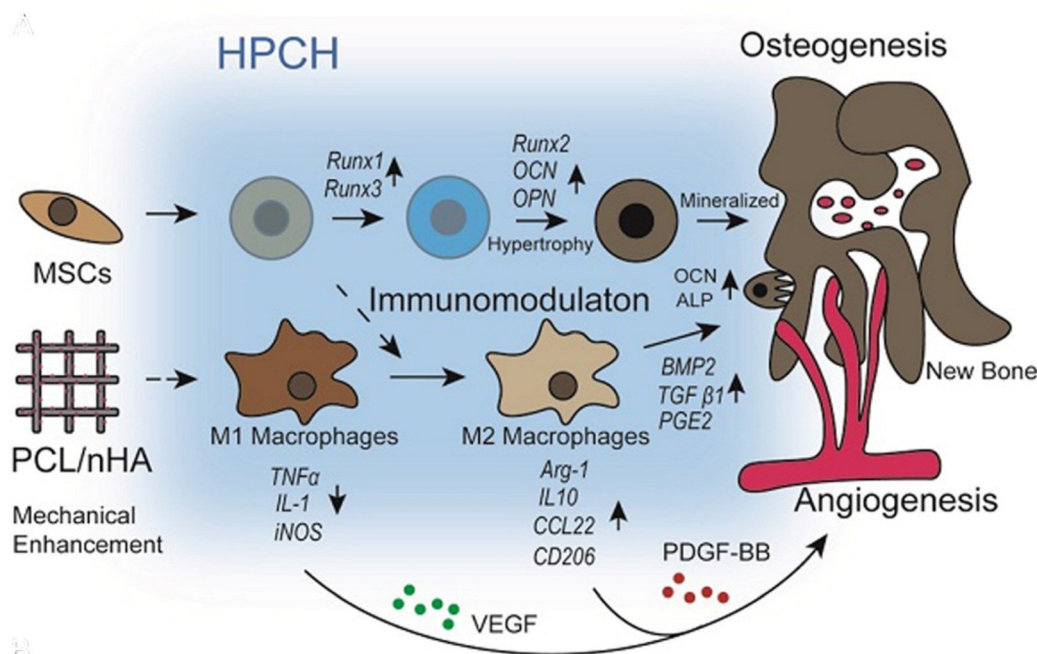 A
HPCH
Osteogenesis
Runx1
Runx3
Runx2
OCN
OPN
Mineralized
Hypertrophy
MSCs
OCN
ALP
Immunomodulaton
BMP2
TGF β1
PGE2
New Bone
M1 Macrophages
M2 Macrophages
PCL/nHA
Mechanical
Enhancement
TNFα
IL-1
iNOS
Arg-1
IL10
CCL22
CD206
Angiogenesis
PDGF-BB
VEGF